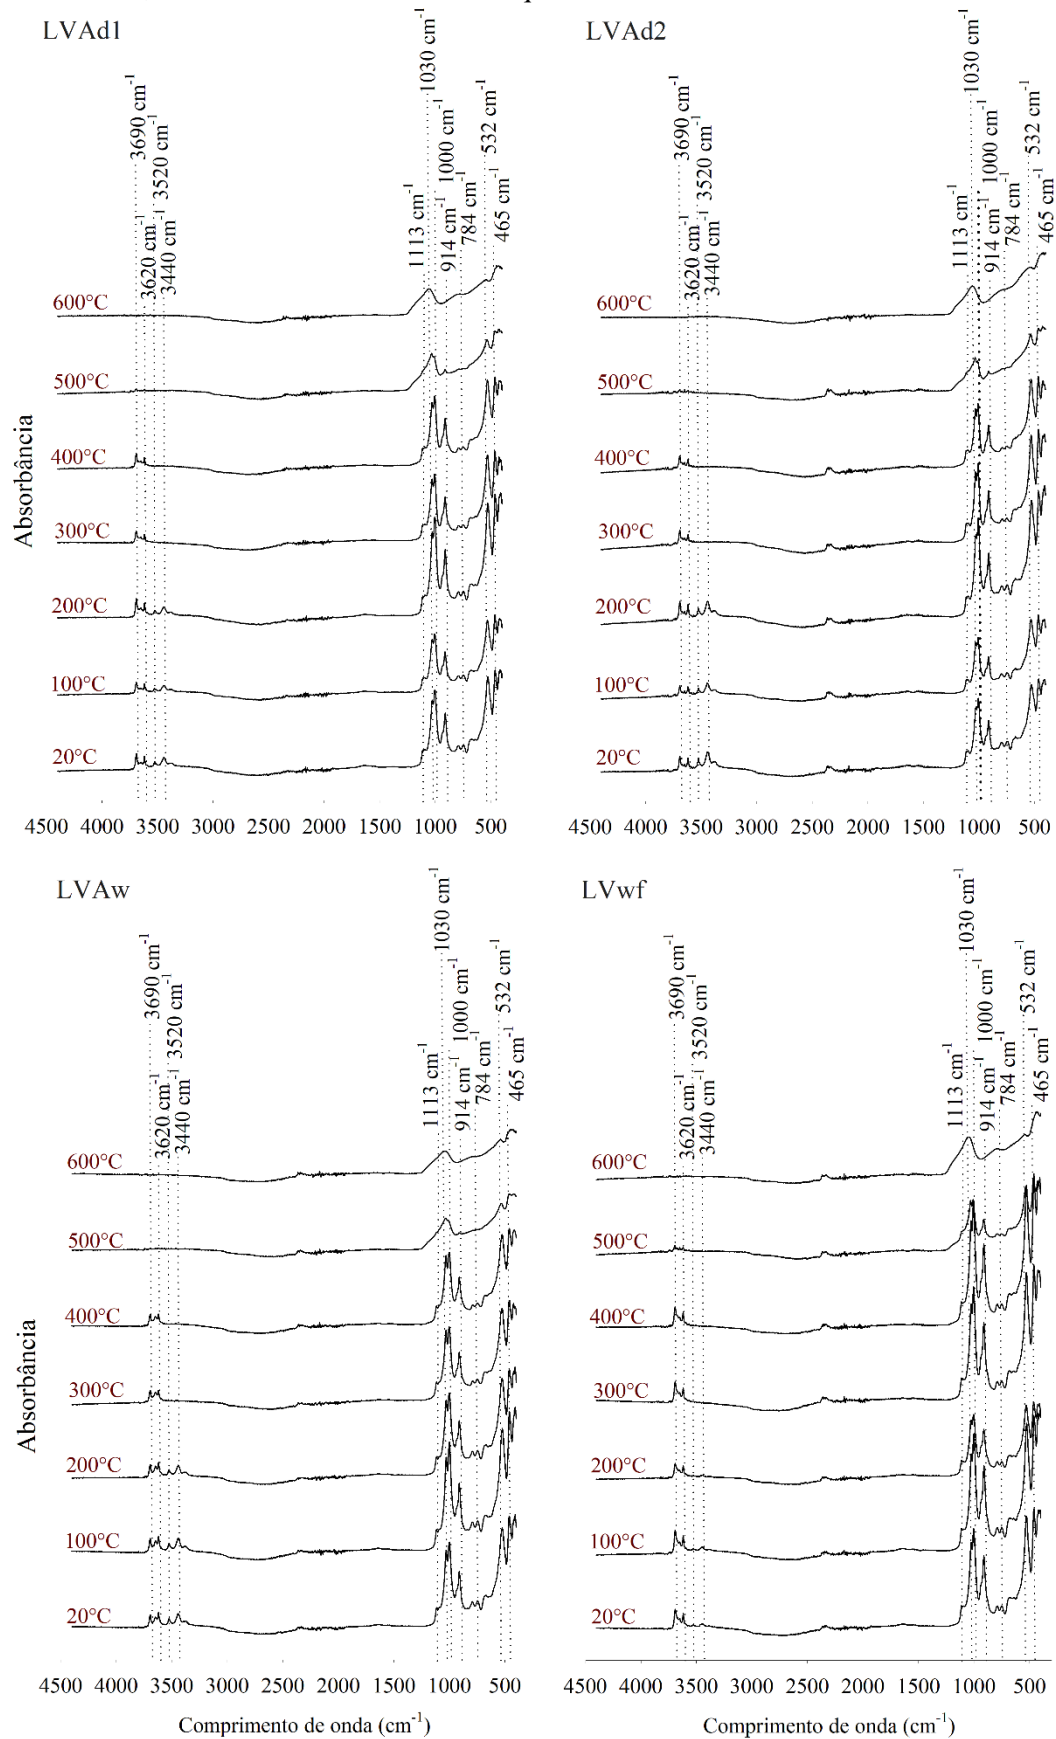 LVAd1
1030 cm-1
3690 cm-1
3520 cm-1
1000 cm-1
532 cm-1
1113 cm-1
3620 cm-1
3440 cm-1
914 cm-1
784 cm-1
465 cm-1
600°C
500°C
400°C
300°C
200°C
100°C
20°C
Absorbância
4500 4000 3500 3000 2500 2000 1500 1000 500
LVAd2
1030 cm-1
3690 cm-1
3520 cm-1
1000 cm-1
532 cm-1
1113 cm-1
3620 cm-1
3440 cm-1
914 cm-1
784 cm-1
465 cm-1
600°C
500°C
400°C
300°C
200°C
100°C
20°C
4500 4000 3500 3000 2500 2000 1500 1000 500
LVAw
1030 cm-1
3690 cm-1
3520 cm-1
1000 cm-1
532 cm-1
1113 cm-1
3620 cm-1
3440 cm-1
914 cm-1
784 cm-1
465 cm-1
600°C
500°C
400°C
300°C
200°C
100°C
20°C
Absorbância
4500 4000 3500 3000 2500 2000 1500 1000 500
Comprimento de onda (cm-1)
LVwf
1030 cm-1
3690 cm-1
3520 cm-1
1000 cm-1
532 cm-1
1113 cm-1
3620 cm-1
3440 cm-1
914 cm-1
784 cm-1
465 cm-1
600°C
500°C
400°C
300°C
200°C
100°C
20°C
4500 4000 3500 3000 2500 2000 1500 1000 500
Comprimento de onda (cm-1)